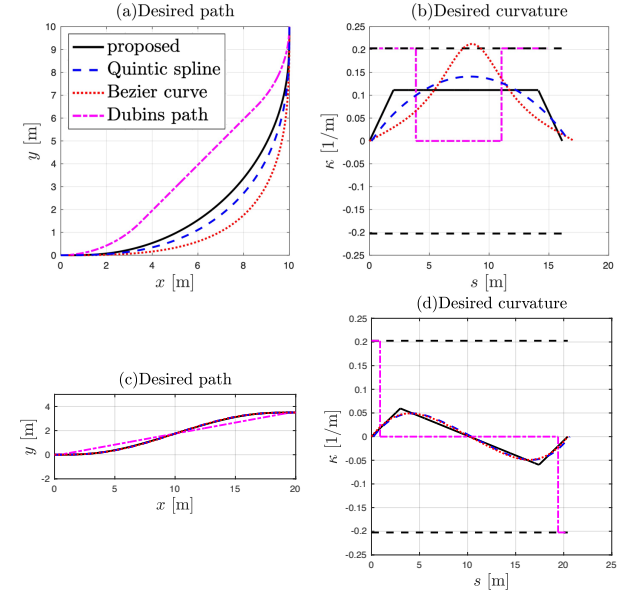 (a)Desired path
10
9
8
7
6
5
4
3
2
1
0
y [m]
proposed
Quintic spline
Bezier curve
Dubins path
0 2 4 6 8 10
x [m]
(b)Desired curvature
0.25
0.2
0.15
0.1
0.05
0
-0.05
-0.1
-0.15
-0.2
-0.25
κ [1/m]
0 5 10 15 20
s [m]
(c)Desired path
4
2
0
-2
y [m]
0 5 10 15 20
x [m]
(d)Desired curvature
0.25
0.2
0.15
0.1
0.05
0
-0.05
-0.1
-0.15
-0.2
-0.25
κ [1/m]
0 5 10 15 20 25
s [m]